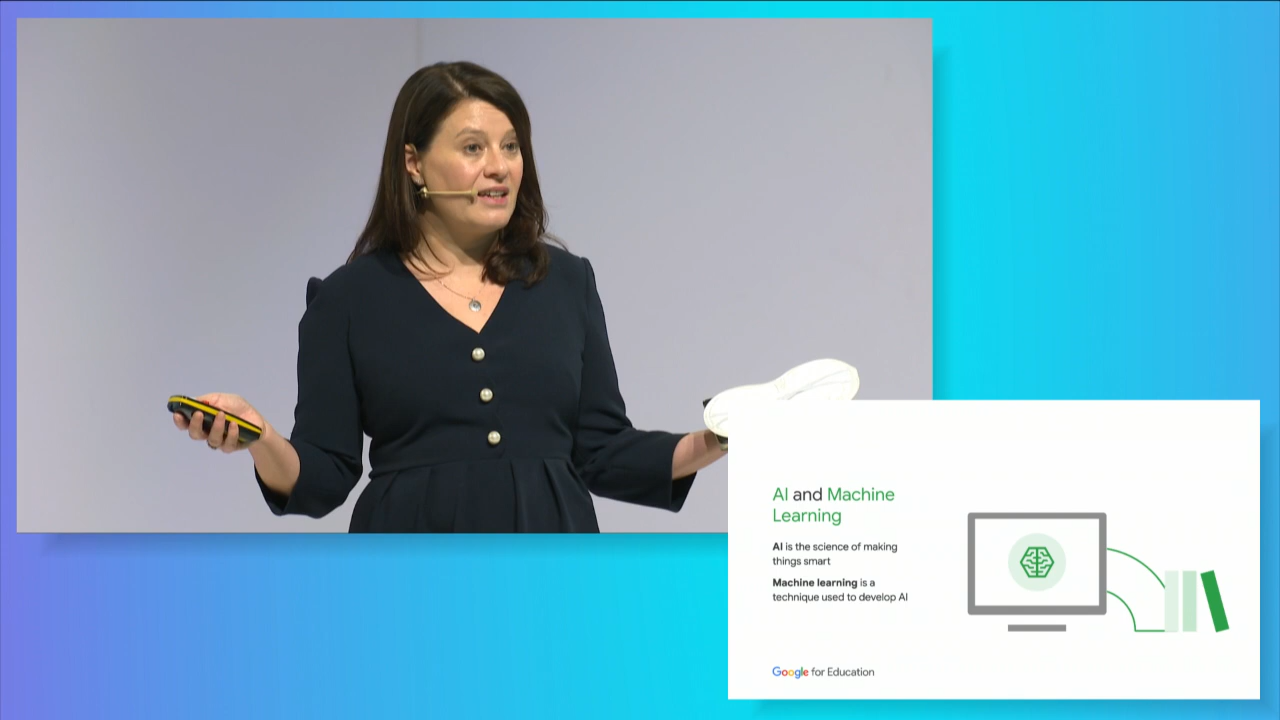 AI and Machine
Learning
AI is the science of making
things smart
Machine learning is a
technique used to develop AI
Google for Education